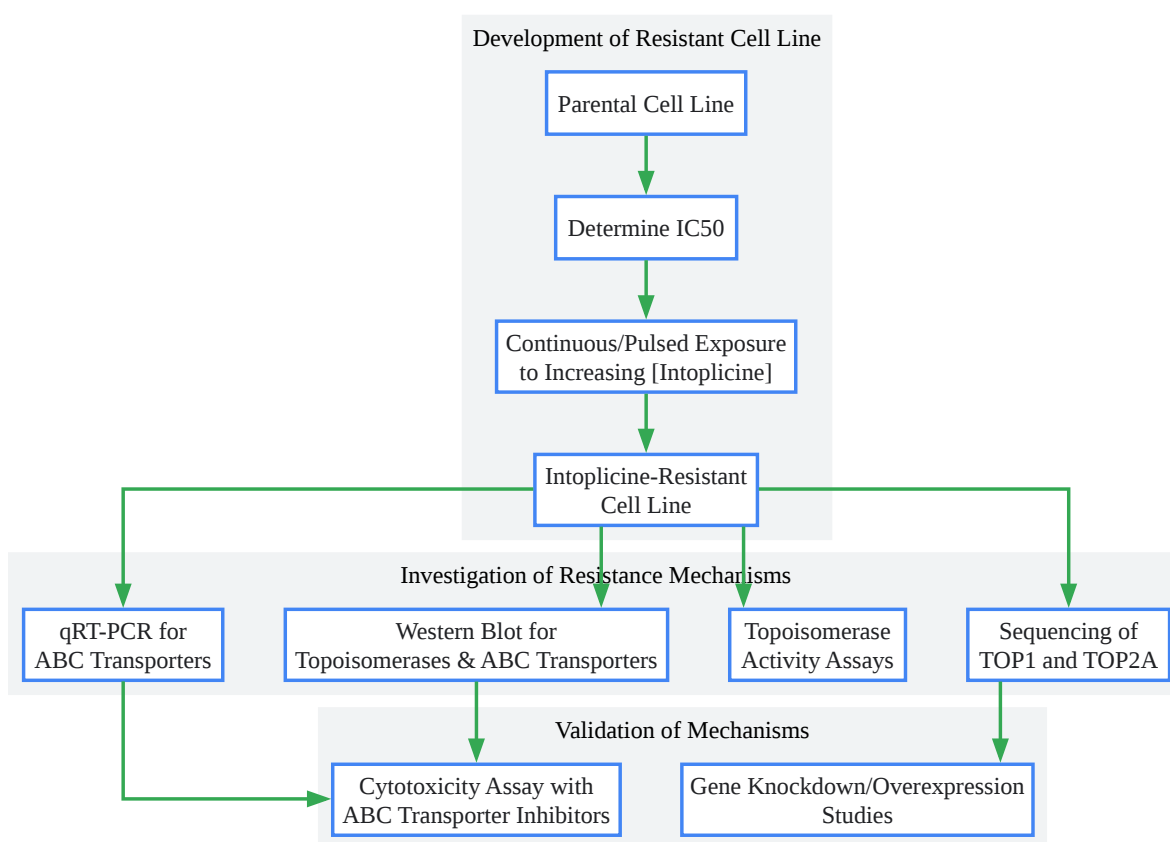 Development of Resistant Cell Line
Parental Cell Line
Determine IC50
Continuous/Pulsed Exposure
to Increasing [Intoplicine]
Intoplicine-Resistant
Cell Line
Investigation of Resistance Mechanisms
qRT-PCR for
ABC Transporters
Western Blot for
Topoisomerases & ABC Transporters
Topoisomerase
Activity Assays
Sequencing of
TOP1 and TOP2A
Validation of Mechanisms
Cytotoxicity Assay with
ABC Transporter Inhibitors
Gene Knockdown/Overexpression
Studies